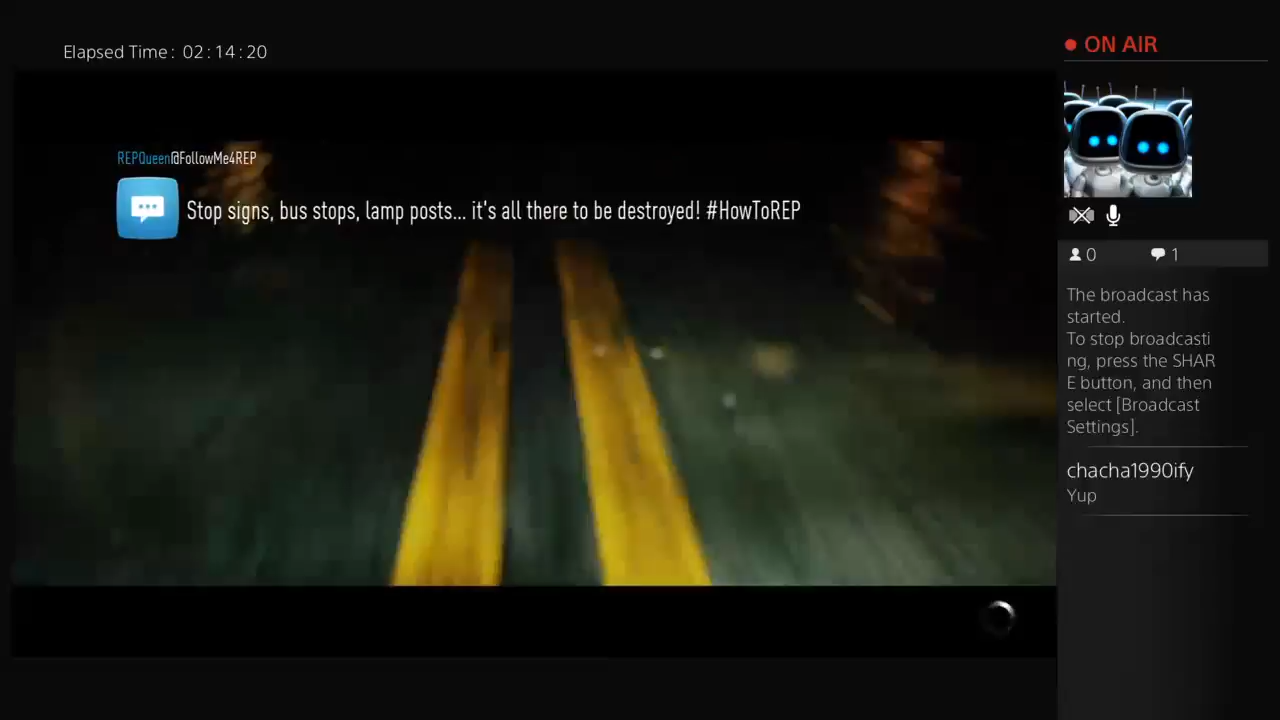 Elapsed Time: 02:14:20
ON AIR
REPQueen@FollowMe4REP
Stop signs, bus stops, lamp posts... it's all there to be destroyed! #HowToREP
0 1
The broadcast has
started.
To stop broadcasti
ng, press the SHAR
E button, and then
select [Broadcast
Settings].
chacha1990ify
Yup